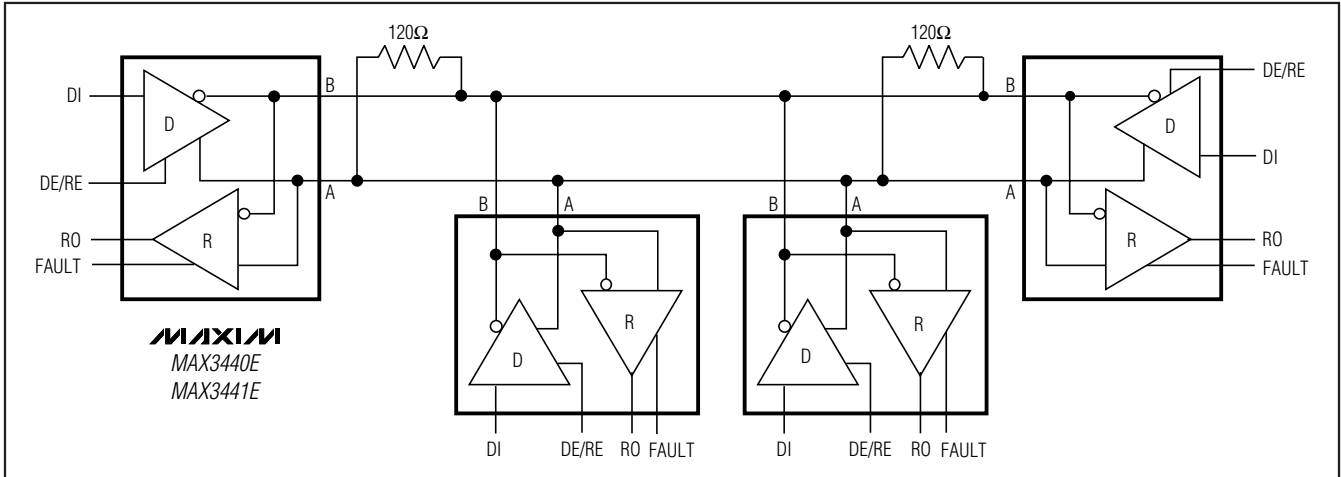 120Ω
120Ω
DI
B
D
DE/RE
A
R
RO
FAULT
MAXIM
MAX3440E
MAX3441E
B
A
D
R
DI
DE/RE
RO
FAULT
B
A
D
R
DI
DE/RE
RO
FAULT
B
DE/RE
D
DI
A
R
RO
FAULT